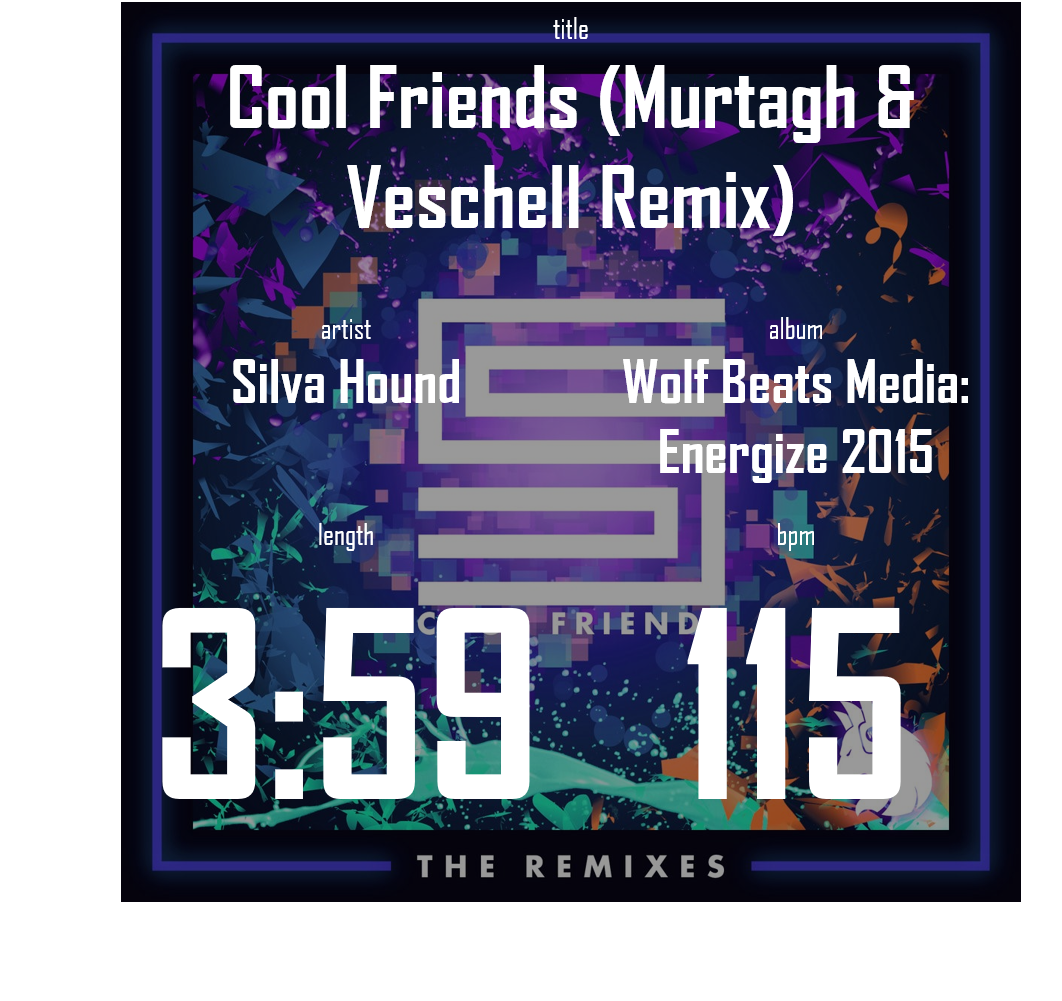 title
Cool Friends (Murtagh &
Veschell Remix)
artist
album
Silva Hound
Wolf Beats Media:
Energize 2015
length
bpm
3:59
115
THE REMIXES